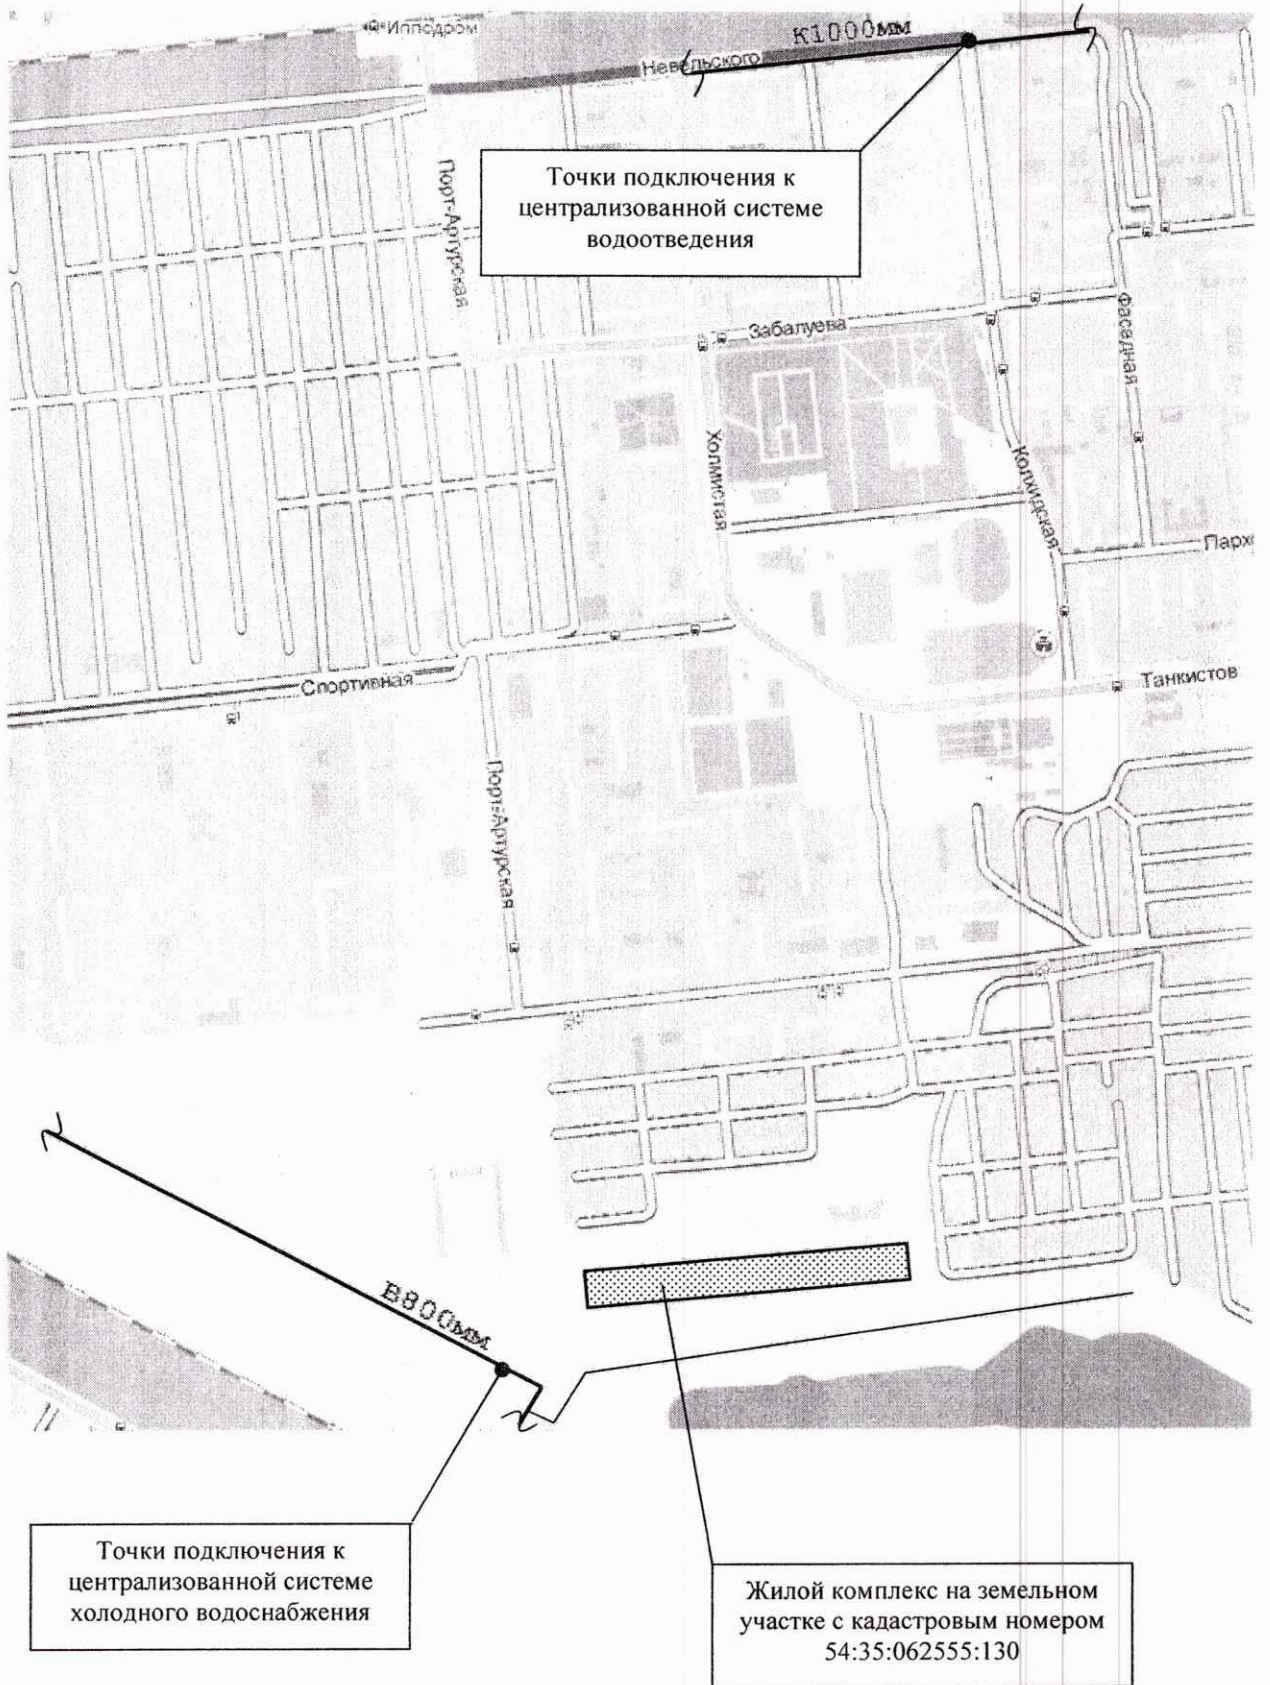 Ипподром
К1000мм
Невельского
Точки подключения к
централизованной системе
водоотведения
Порт-Артурская
Забалуева
Фасадная
Холмистая
Колхидская
Парх
Спортивная
Танкистов
Порт-Артурская
В800мм
Точки подключения к
централизованной системе
холодного водоснабжения
Жилой комплекс на земельном
участке с кадастровым номером
54:35:062555:130